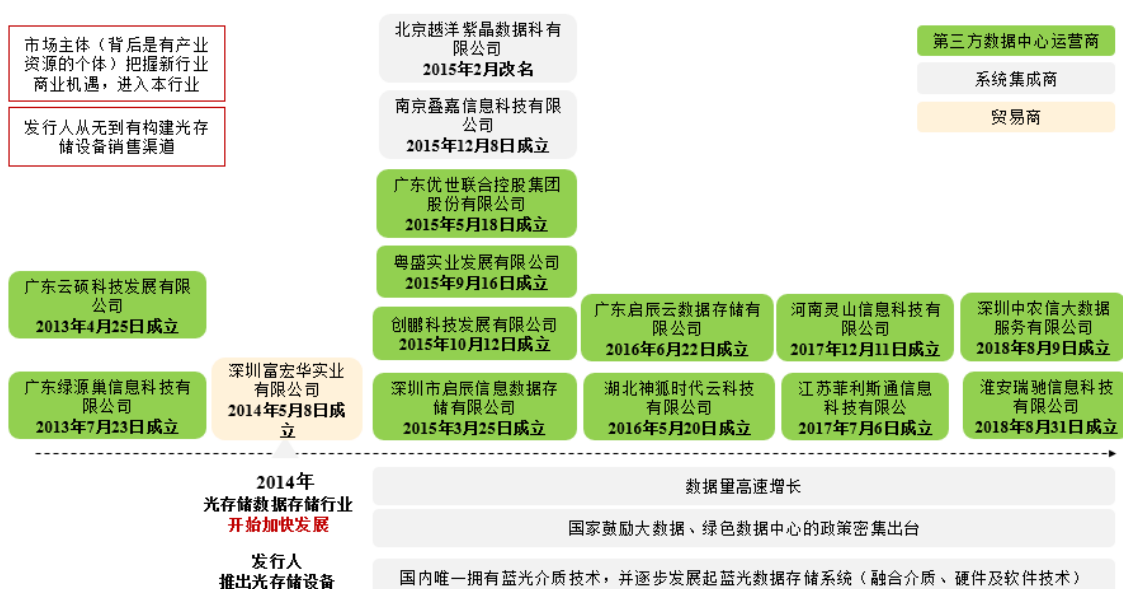 市场主体（背后是有产业
资源的个体）把握新行业
商业机遇，进入本行业
发行人从无到有构建光存
储设备销售渠道
北京越洋紫晶数据科有
限公司
2015年2月改名
南京叠嘉信息科技有限
公司
2015年12月8日成立
广东优世联合控股集团
股份有限公司
2015年5月18日成立
粤盛实业发展有限公司
2015年9月16日成立
创鹏科技发展有限公司
2015年10月12日成立
深圳市启辰信息数据存
储有限公司
2015年3月25日成立
第三方数据中心运营商
系统集成商
贸易商
广东云硕科技发展有限
公司
2013年4月25日成立
广东绿源巢信息科技有
限公司
2013年7月23日成立
深圳富宏华实业
有限公司
2014年5月8日成
立
广东启辰云数据存储有
限公司
2016年6月22日成立
湖北神狐时代云科技
有限公司
2016年5月20日成立
河南灵山信息科技有
限公司
2017年12月11日成立
江苏菲利斯通信息
科技有限公
2017年7月6日成立
深圳中农信大数据
服务有限公司
2018年8月9日成立
淮安瑞驰信息科技
有限公司
2018年8月31日成立
2014年
光存储数据存储行业
开始加快发展
发行人
推出光存储设备
数据量高速增长
国家鼓励大数据、绿色数据中心的政策密集出台
国内唯一拥有蓝光介质技术，并逐步发展起蓝光数据存储系统（融合介质、硬件及软件技术）